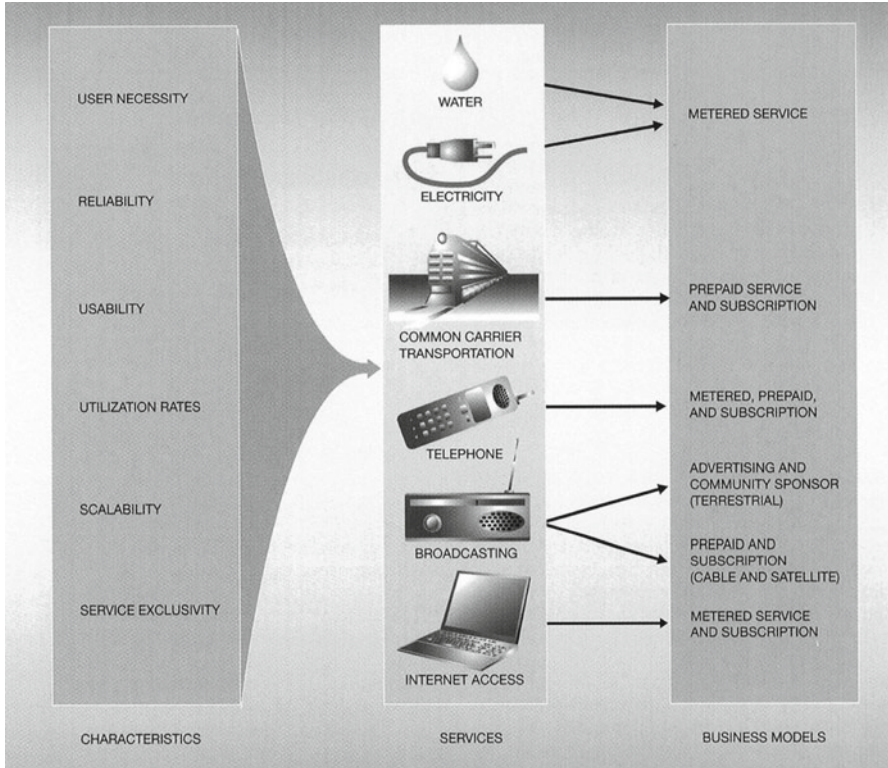 USER NECESSITY
RELIABILITY
USABILITY
UTILIZATION RATES
SCALABILITY
SERVICE EXCLUSIVITY
CHARACTERISTICS
WATER
ELECTRICITY
COMMON CARRIER
TRANSPORTATION
TELEPHONE
BROADCASTING
INTERNET ACCESS
SERVICES
METERED SERVICE
PREPAID SERVICE
AND SUBSCRIPTION
METERED, PREPAID,
AND SUBSCRIPTION
ADVERTISING AND
COMMUNITY SPONSOR
(TERRESTRIAL)
PREPAID AND
SUBSCRIPTION
(CABLE AND SATELLITE)
METERED SERVICE
AND SUBSCRIPTION
BUSINESS MODELS